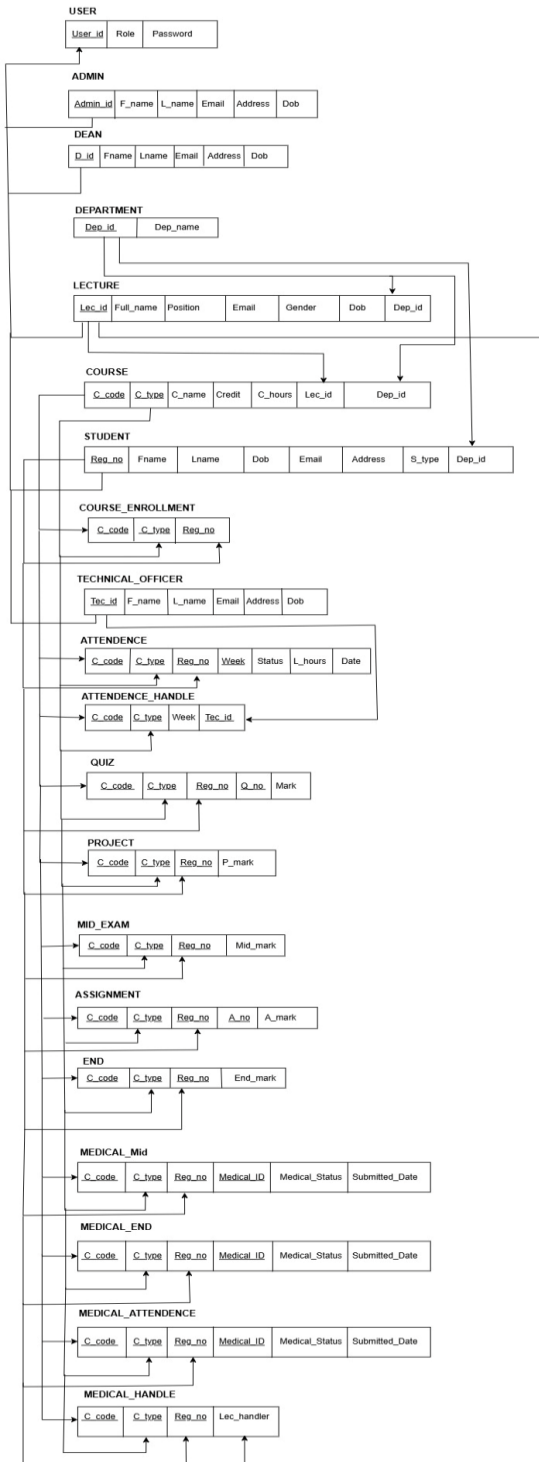 USER
User_id Role Password
ADMIN
Admin_id F_name L_name Email Address Dob
DEAN
D_id Fname Lname Email Address Dob
DEPARTMENT
Dep_id Dep_name
LECTURE
Lec_id Full_name Position Email Gender Dob Dep_id
COURSE
C_code C_type C_name Credit C_hours Lec_id Dep_id
STUDENT
Reg_no Fname Lname Dob Email Address S_type Dep_id
COURSE_ENROLLMENT
C_code C_type Reg_no
TECHNICAL_OFFICER
Tec_id F_name L_name Email Address Dob
ATTENDENCE
C_code C_type Reg_no Week Status L_hours Date
ATTENDENCE_HANDLE
C_code C_type Week Tec_id
QUIZ
C_code C_type Reg_no Q_no Mark
PROJECT
C_code C_type Reg_no P_mark
MID_EXAM
C_code C_type Reg_no Mid_mark
ASSIGNMENT
C_code C_type Reg_no A_no A_mark
END
C_code C_type Reg_no End_mark
MEDICAL_Mid
C_code C_type Reg_no Medical_ID Medical_Status Submitted_Date
MEDICAL_END
C_code C_type Reg_no Medical_ID Medical_Status Submitted_Date
MEDICAL_ATTENDENCE
C_code C_type Reg_no Medical_ID Medical_Status Submitted_Date
MEDICAL_HANDLE
C_code C_type Reg_no Lec_handler